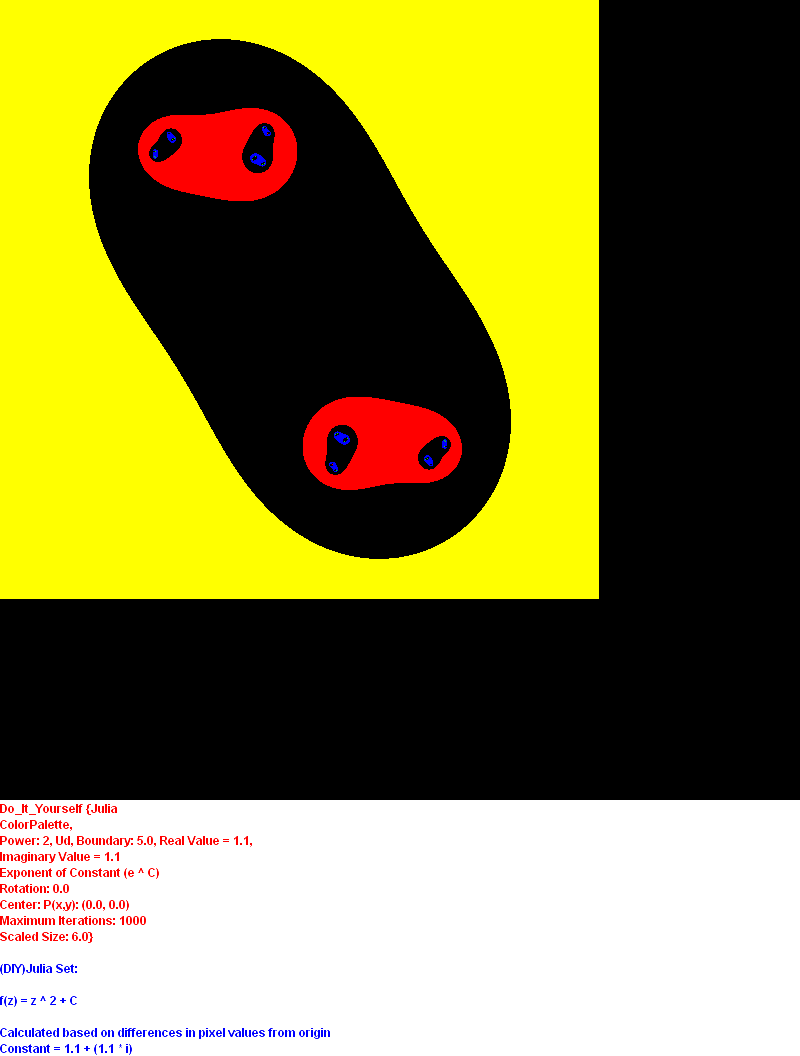 Do_It_Yourself {Julia
ColorPalette,
Power: 2, Ud, Boundary: 5.0, Real Value = 1.1,
Imaginary Value = 1.1
Exponent of Constant (e ^ C)
Rotation: 0.0
Center: P(x,y): (0.0, 0.0)
Maximum Iterations: 1000
Scaled Size: 6.0}
(DIY)Julia Set:
f(z) = z ^ 2 + C
Calculated based on differences in pixel values from origin
Constant = 1.1 + (1.1 * i)